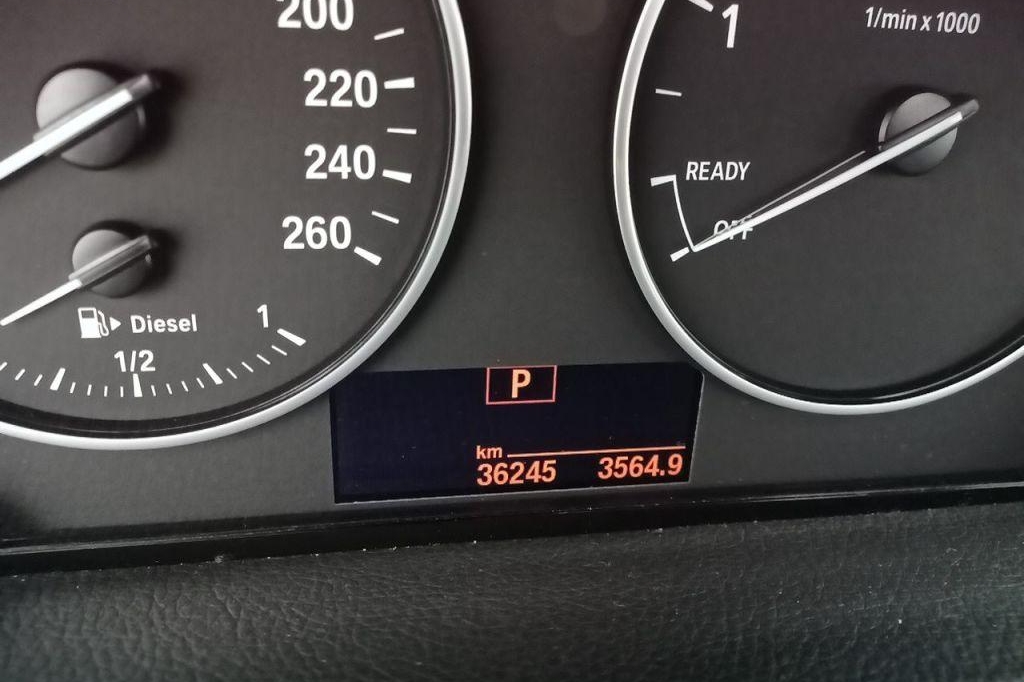 200
220
240
260
Diesel
1/2
1
1
1/min x 1000
READY
OFF
P
km
36245 3564.9